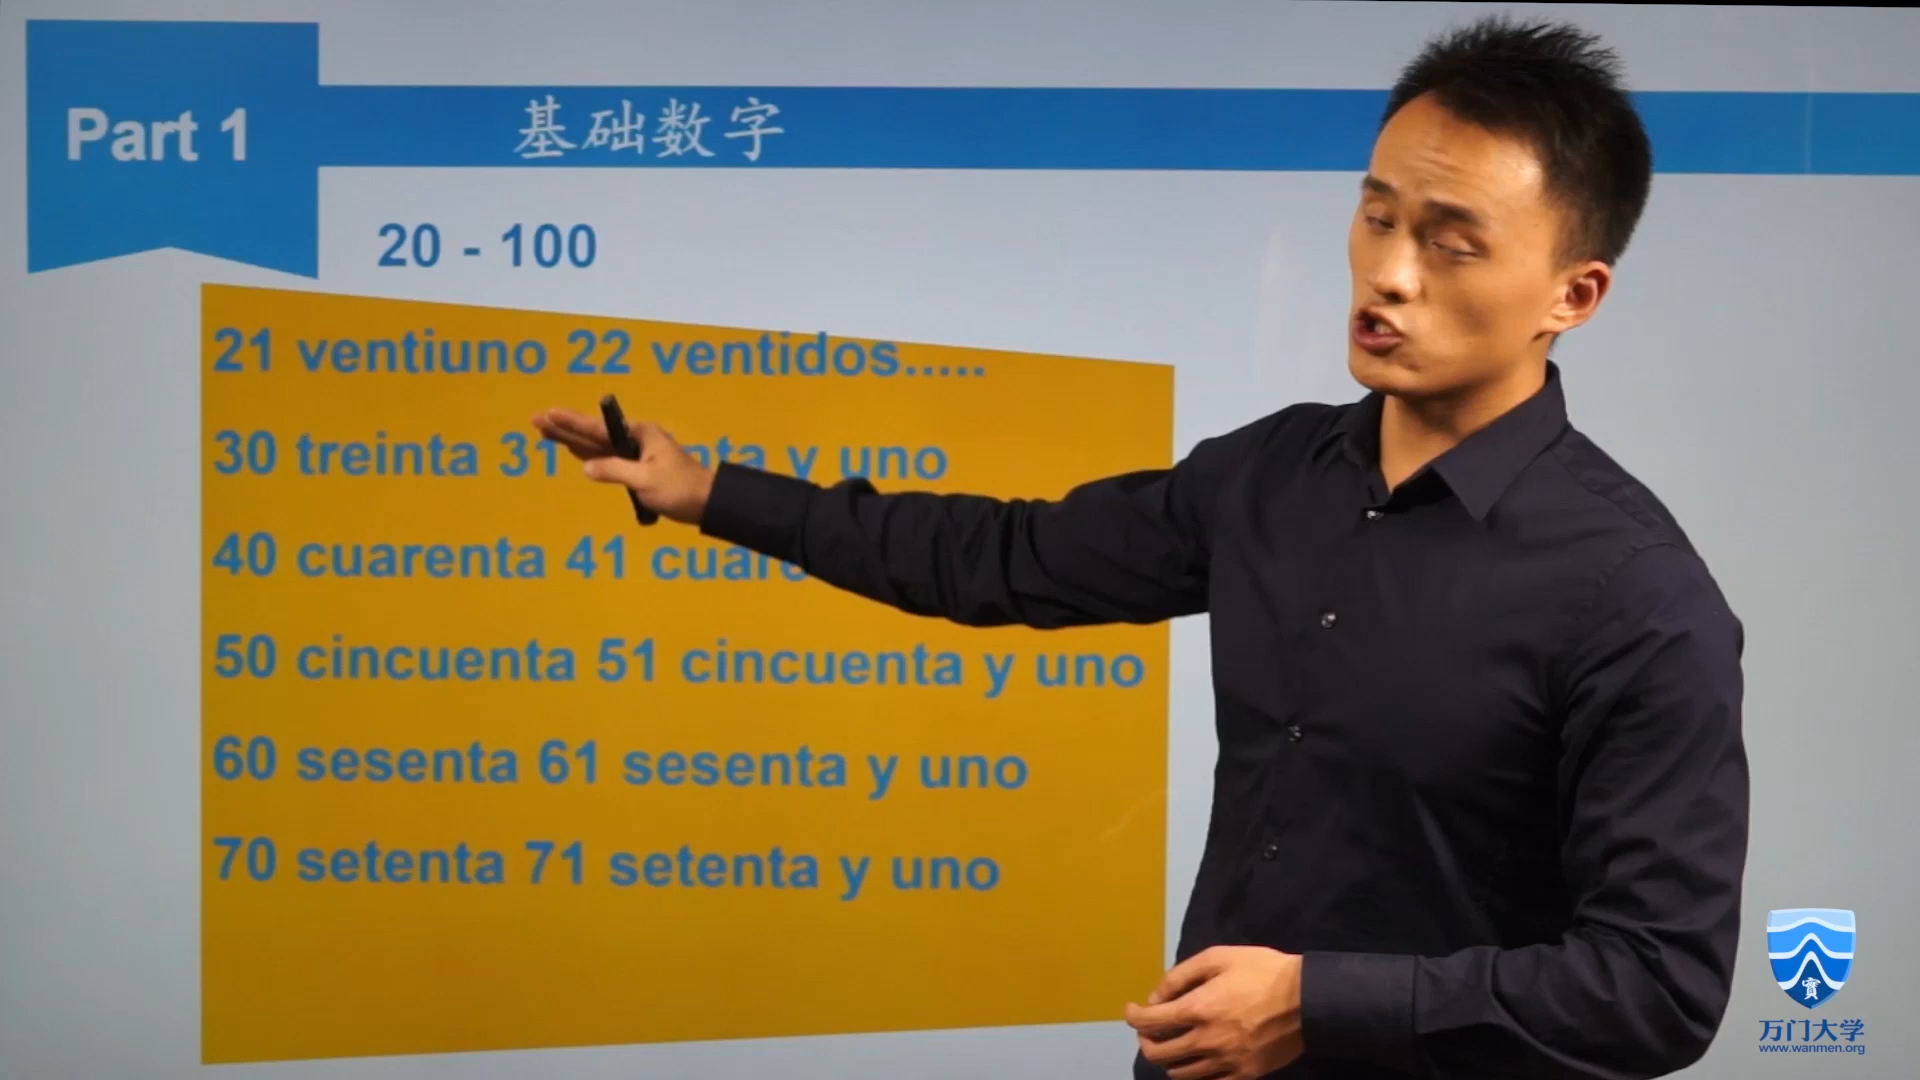 Part 1
基础数字
20 - 100
21 ventiuno 22 ventidos.....
30 treinta 31 y uno
40 cuarenta 41
50 cincuenta 51 cincuenta y uno
60 sesenta 61 sesenta y uno
70 setenta 71 setenta y uno
實
万门大学
www.wanmen.org